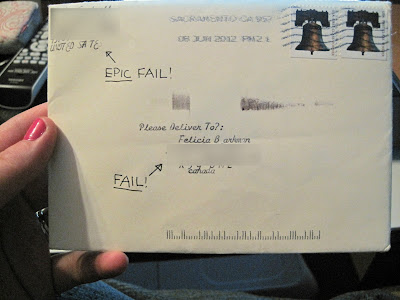 SACRAMENTO CA 957
08 JUN 2012 PM 2 L
EPIC FAIL!
Please Deliver To?:
Felicia B
Canada
FAIL!